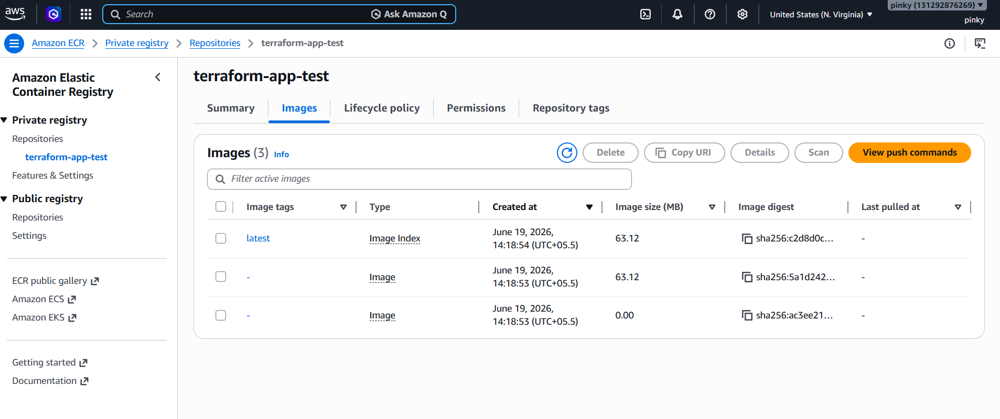 aws
Search
Ask Amazon Q
United States (N. Virginia)
pinky (131292876269)
pinky
Amazon ECR
Private registry
Repositories
terraform-app-test
Amazon Elastic
Container Registry
Private registry
Repositories
terraform-app-test
Features & Settings
Public registry
Repositories
Settings
ECR public gallery
Amazon ECS
Amazon EKS
Getting started
Documentation
terraform-app-test
Summary
Images
Lifecycle policy
Permissions
Repository tags
Images (3) Info
Delete
Copy URI
Details
Scan
View push commands
Filter active images
Image tags
Type
Created at
Image size (MB)
Image digest
Last pulled at
latest
Image Index
June 19, 2026,
14:18:54 (UTC+05.5)
63.12
sha256:c2d8d0c...
-
-
Image
June 19, 2026,
14:18:53 (UTC+05.5)
63.12
sha256:5a1d242...
-
-
Image
June 19, 2026,
14:18:53 (UTC+05.5)
0.00
sha256:ac3ee21...
-